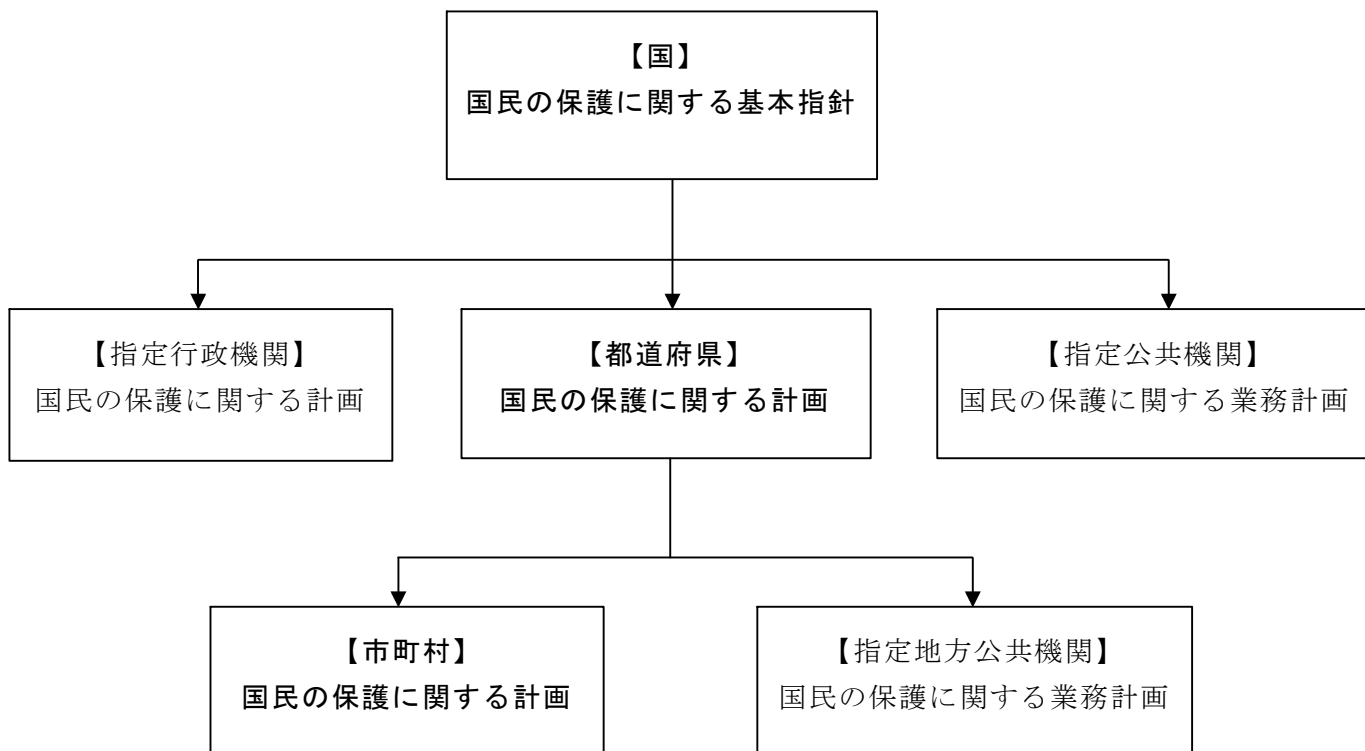 【国】
国民の保護に関する基本指針
【指定行政機関】
国民の保護に関する計画
【都道府県】
国民の保護に関する計画
【指定公共機関】
国民の保護に関する業務計画
【市町村】
国民の保護に関する計画
【指定地方公共機関】
国民の保護に関する業務計画